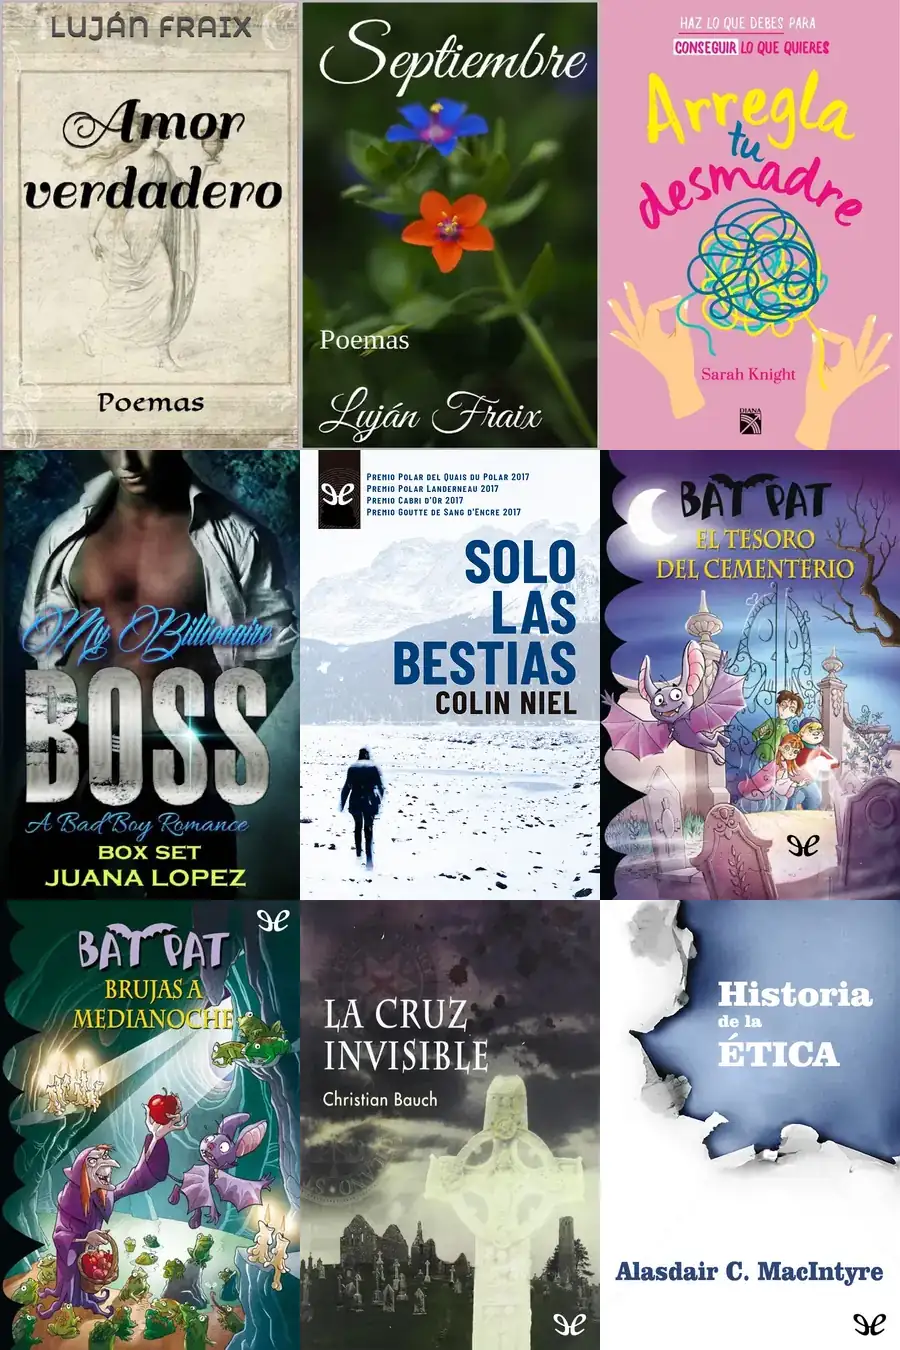 LUJÁN FRAIX
Amor
verdadero
Poemas
Septiembre
Poemas
Luján Fraix
HAZ LO QUE DEBES PARA
CONSEGUIR LO QUE QUIERES
Arregla
tu
desmadre
Sarah Knight
DIANA
My Billionaire
BOSS
A Bad Boy Romance
BOX SET
JUANA LOPEZ
PREMIO POLAR DEL QUAIS DU POLAR 2017
PREMIO POLAR LANDERNEAU 2017
PREMIO CABRI D'OR 2017
PREMIO GOUTTE DE SANG D'ENCRE 2017
SOLO
LAS
BESTIAS
COLIN NIEL
BAT PAT
EL TESORO
DEL CEMENTERIO
BAT PAT
BRUJAS A
MEDIANOCHE
LA CRUZ
INVISIBLE
Christian Bauch
Historia
de la
ÉTICA
Alasdair C. MacIntyre